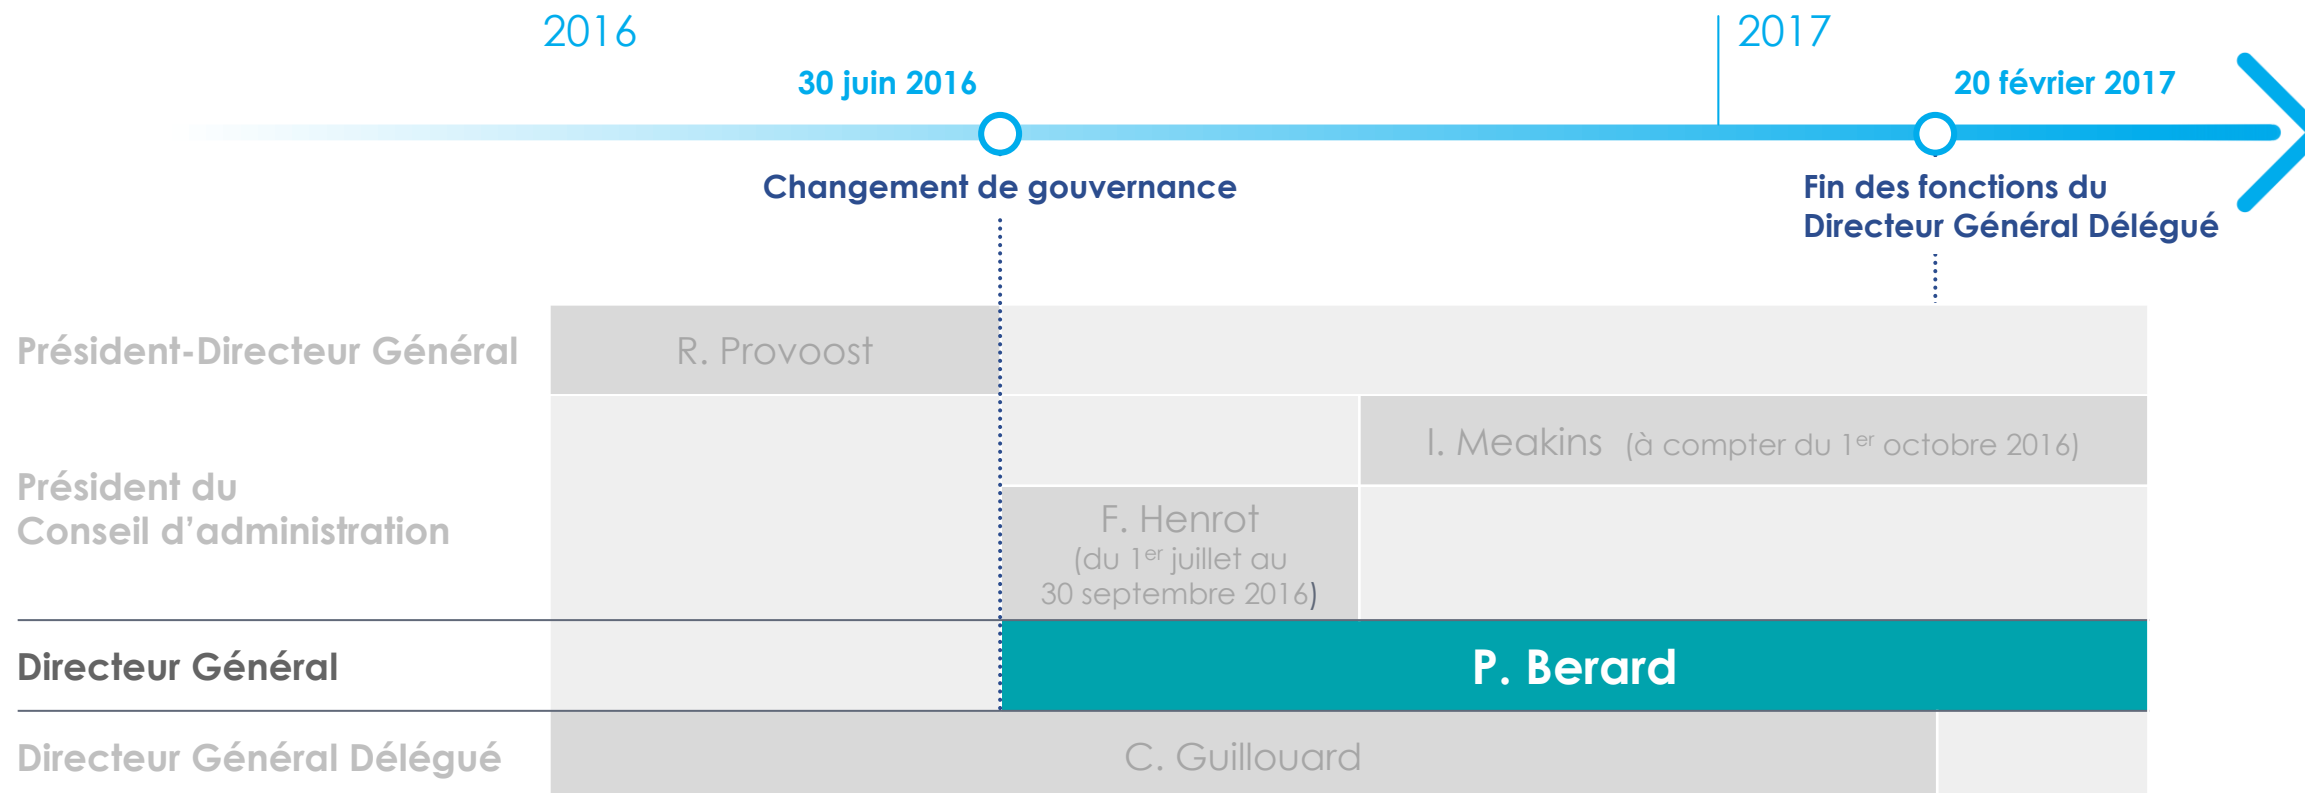 2016
2017
30 juin 2016
20 février 2017
Changement de gouvernance
Fin des fonctions du
Directeur Général Délégué
Président-Directeur Général
R. Provoost
Président du
Conseil d’administration
I. Meakins (à compter du 1er octobre 2016)
F. Henrot
(du 1er juillet au
30 septembre 2016)
Directeur Général
P. Berard
Directeur Général Délégué
C. Guillouard